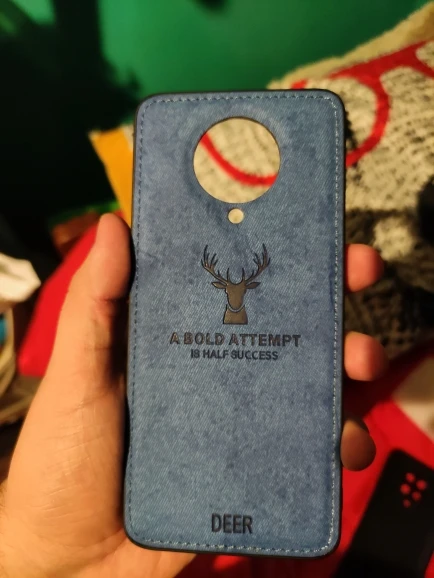 A BOLD ATTEMPT
IS HALF SUCCESS
DEER